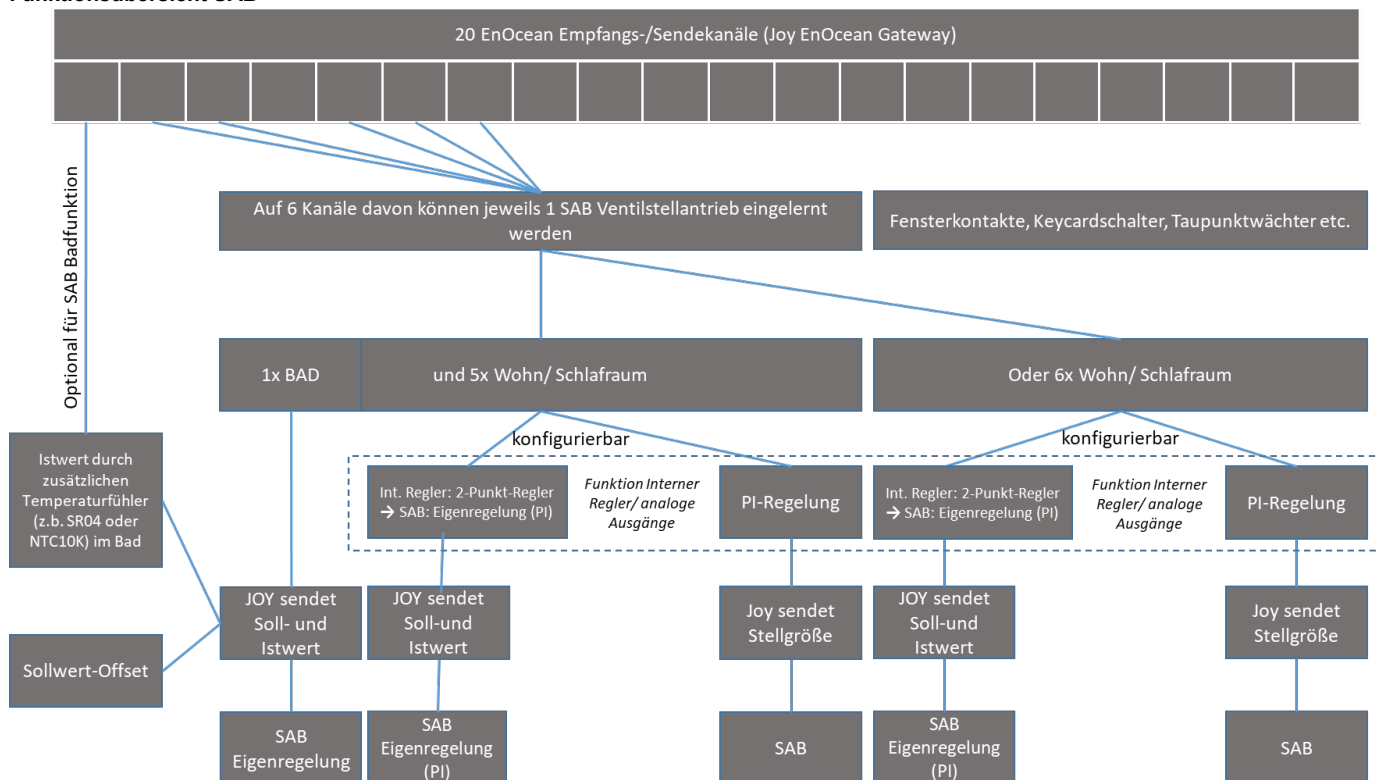 20 EnOcean Empfangs-/Sendekanäle (Joy EnOcean Gateway)
Optional für SAB Badfunktion
Auf 6 Kanäle davon können jeweils 1 SAB Ventilstellantrieb eingelernt
werden
Fensterkontakte, Keycardschalter, Taupunktwächter etc.
1x BAD
und 5x Wohn/ Schlafraum
Oder 6x Wohn/ Schlafraum
konfigurierbar
konfigurierbar
Istwert durch
zusätzlichen
Temperaturfühler
(z.b. SR04 oder
NTC10K) im Bad
Int. Regler: 2-Punkt-Regler
→ SAB: Eigenregelung (PI)
Funktion Interner
Regler/ analoge
Ausgänge
PI-Regelung
Int. Regler: 2-Punkt-Regler
→ SAB: Eigenregelung (PI)
Funktion Interner
Regler/ analoge
Ausgänge
PI-Regelung
JOY sendet
Soll- und
Istwert
JOY sendet
Soll-und
Istwert
Joy sendet
Stellgröße
JOY sendet
Soll-und
Istwert
Joy sendet
Stellgröße
Sollwert-Offset
SAB
Eigenregelung
SAB
Eigenregelung
(PI)
SAB
SAB
Eigenregelung
(PI)
SAB